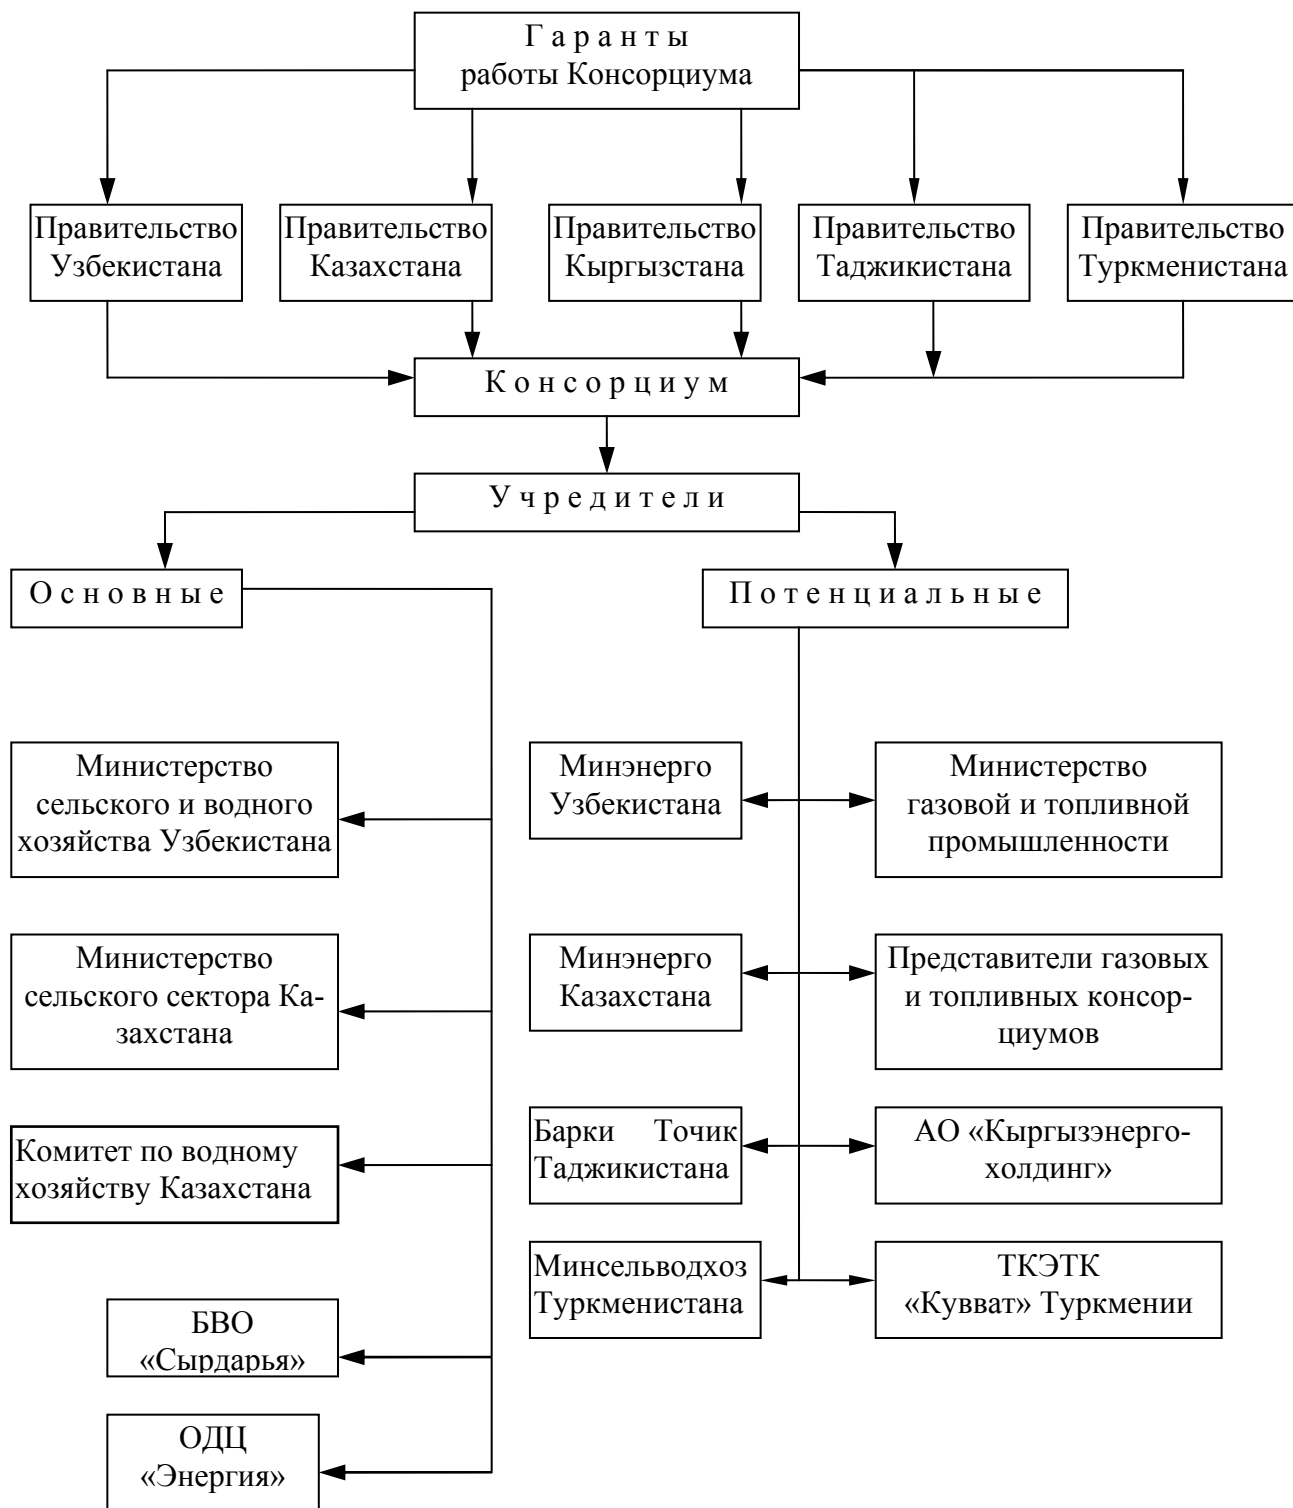 Г а р а н т ы
работы Консорциума
Правительство
Узбекистана
Правительство
Казахстана
Правительство
Кыргызстана
Правительство
Таджикистана
Правительство
Туркменистана
К о н с о р ц и у м
У ч р е д и т е л и
О с н о в н ы е
П о т е н ц и а л ь н ы е
Министерство
сельского и водного
хозяйства Узбекистана
Минэнерго
Узбекистана
Министерство
газовой и топливной
промышленности
Министерство
сельского сектора Ка-
захстана
Минэнерго
Казахстана
Представители газовых
и топливных консор-
циумов
Комитет по водному
хозяйству Казахстана
Барки Точик
Таджикистана
АО «Кыргызэнерго-
холдинг»
Минсельводхоз
Туркменистана
ТКЭТК
«Кувват» Туркмении
БВО
«Сырдарья»
ОДЦ
«Энергия»